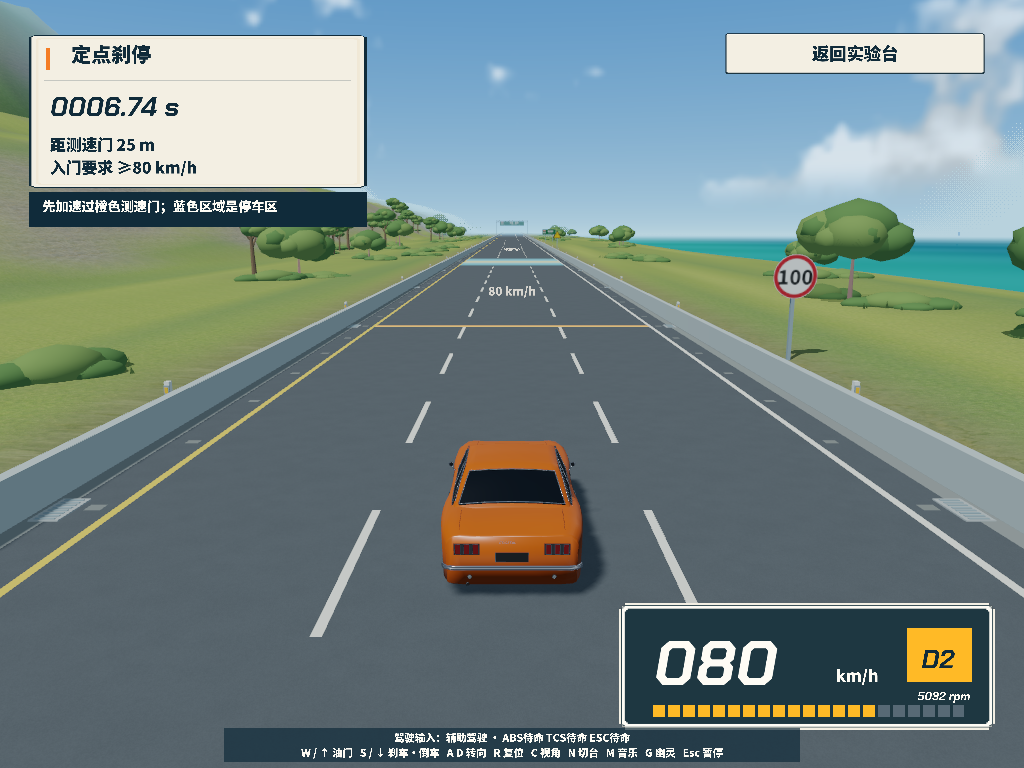 定点刹停
0006.74 s
距测速门 25 m
入门要求 ≥80 km/h
先加速过橙色测速门；蓝色区域是停车区
返回实验台
100
80 km/h
080 km/h
D2
5092 rpm
驾驶输入：辅助驾驶 · ABS待命 TCS待命 ESC待命
W / ↑ 油门 S / ↓ 刹车·倒车 A D 转向 R 复位 C 视角 N 切台 M 音乐 G 幽灵 Esc 暂停